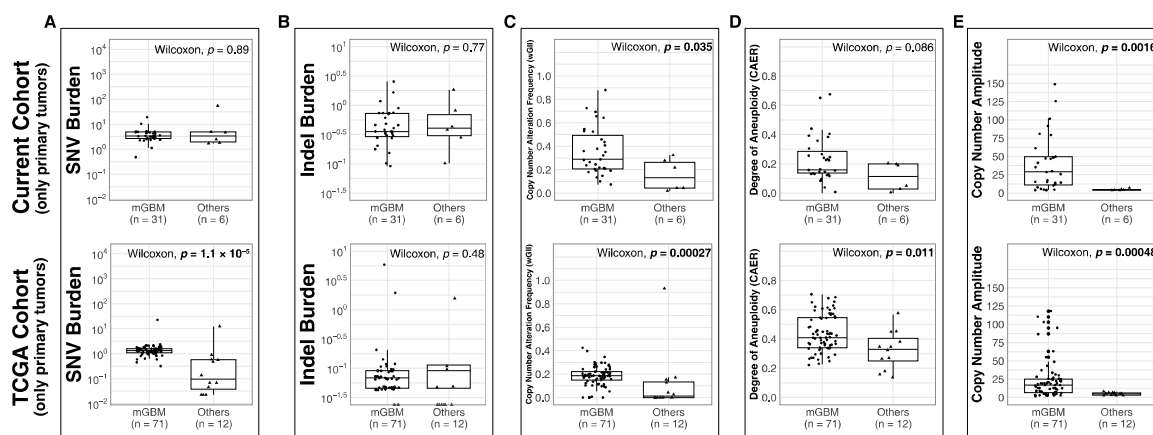 A
B
C
D
E
Current Cohort
(only primary tumors)
SNV Burden
10⁴
10³
10²
10¹
10⁰
10⁻¹
10⁻²
Wilcoxon, p = 0.89
mGBM
(n = 31)
Others
(n = 6)
Indel Burden
10¹
10⁰·⁵
10⁰
10⁻⁰·⁵
10⁻¹
10⁻¹·⁵
Wilcoxon, p = 0.77
mGBM
(n = 31)
Others
(n = 6)
Copy Number Alteration Frequency (wGII)
1.0
0.8
0.6
0.4
0.2
0.0
Wilcoxon, p = 0.035
mGBM
(n = 31)
Others
(n = 6)
Degree of Aneuploidy (CAER)
0.8
0.6
0.4
0.2
0.0
Wilcoxon, p = 0.086
mGBM
(n = 31)
Others
(n = 6)
Copy Number Amplitude
150
125
100
75
50
25
0
Wilcoxon, p = 0.0016
mGBM
(n = 31)
Others
(n = 6)
TCGA Cohort
(only primary tumors)
SNV Burden
10⁴
10³
10²
10¹
10⁰
10⁻¹
10⁻²
Wilcoxon, p = 1.1 × 10⁻⁵
mGBM
(n = 71)
Others
(n = 12)
Indel Burden
10¹
10⁰·⁵
10⁰
10⁻⁰·⁵
10⁻¹
10⁻¹·⁵
Wilcoxon, p = 0.48
mGBM
(n = 71)
Others
(n = 12)
Copy Number Alteration Frequency (wGII)
1.0
0.8
0.6
0.4
0.2
0.0
Wilcoxon, p = 0.00027
mGBM
(n = 71)
Others
(n = 12)
Degree of Aneuploidy (CAER)
0.8
0.6
0.4
0.2
0.0
Wilcoxon, p = 0.011
mGBM
(n = 71)
Others
(n = 12)
Copy Number Amplitude
150
125
100
75
50
25
0
Wilcoxon, p = 0.00048
mGBM
(n = 71)
Others
(n = 12)